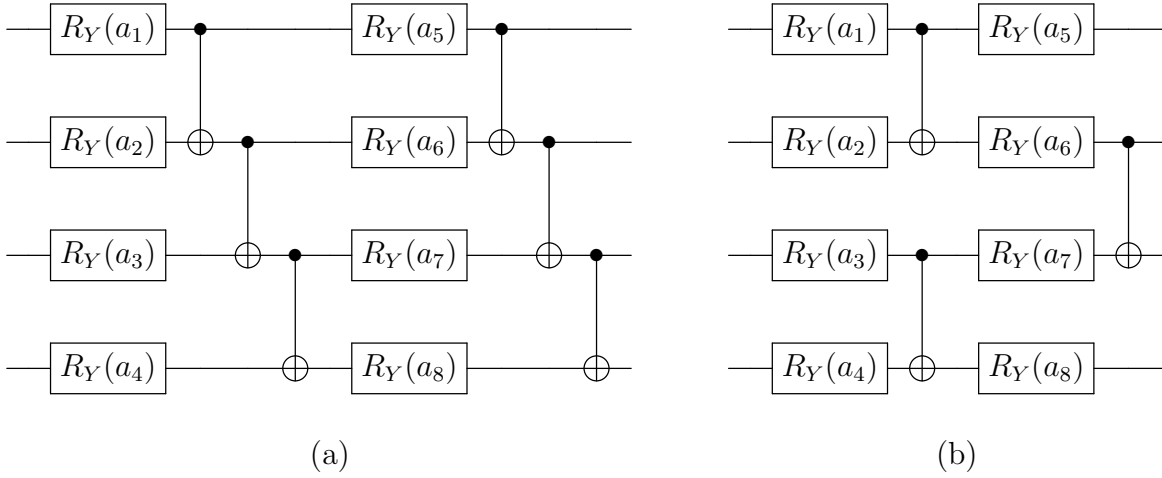 R_Y(a_1) R_Y(a_5) R_Y(a_1) R_Y(a_5)
R_Y(a_2) R_Y(a_6) R_Y(a_2) R_Y(a_6)
R_Y(a_3) R_Y(a_7) R_Y(a_3) R_Y(a_7)
R_Y(a_4) R_Y(a_8) R_Y(a_4) R_Y(a_8)
(a) (b)